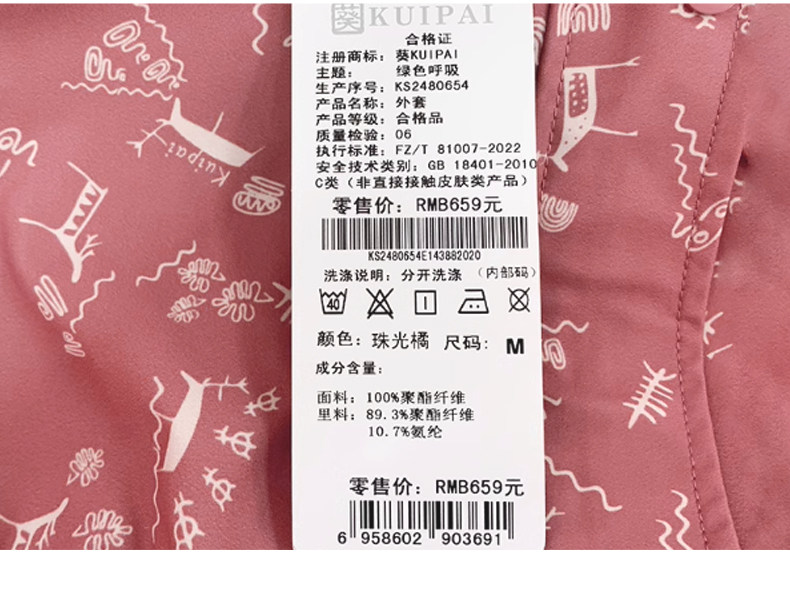 葵KUIPAI
合格证
注册商标：葵KUIPAI
主题：绿色呼吸
生产序号：KS2480654
产品名称：外套
产品等级：合格品
质量检验：06
执行标准：FZ/T 81007-2022
安全技术类别：GB 18401-2010
C类（非直接接触皮肤类产品）
零售价：RMB659元
KS2480654E143882020
洗涤说明：分开洗涤（内部码）
40
颜色：珠光橘 尺码：M
成分含量：
面料：100%聚酯纤维
里料：89.3%聚酯纤维
10.7%氨纶
零售价：RMB659元
6 958602 903691
Kuipai